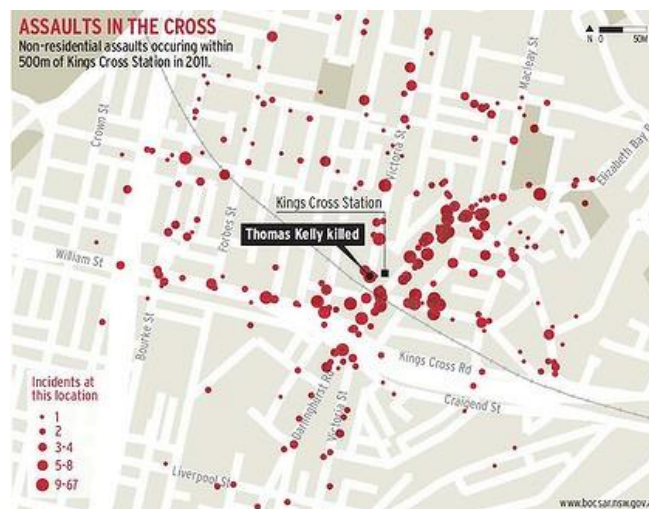 ASSAULTS IN THE CROSS
Non-residential assaults occuring within
500m of Kings Cross Station in 2011.
N 0 50M
Macleay St
Crown St
Victoria St
Elizabeth Bay R
Kings Cross Station
Forbes St
Thomas Kelly killed
William St
Bourke St
Kings Cross Rd
Craigend St
Darlinghurst Rd
Victoria St
Liverpool St
Incidents at
this location
1
2
3-4
5-8
9-67
www.bocsar.nsw.gov.